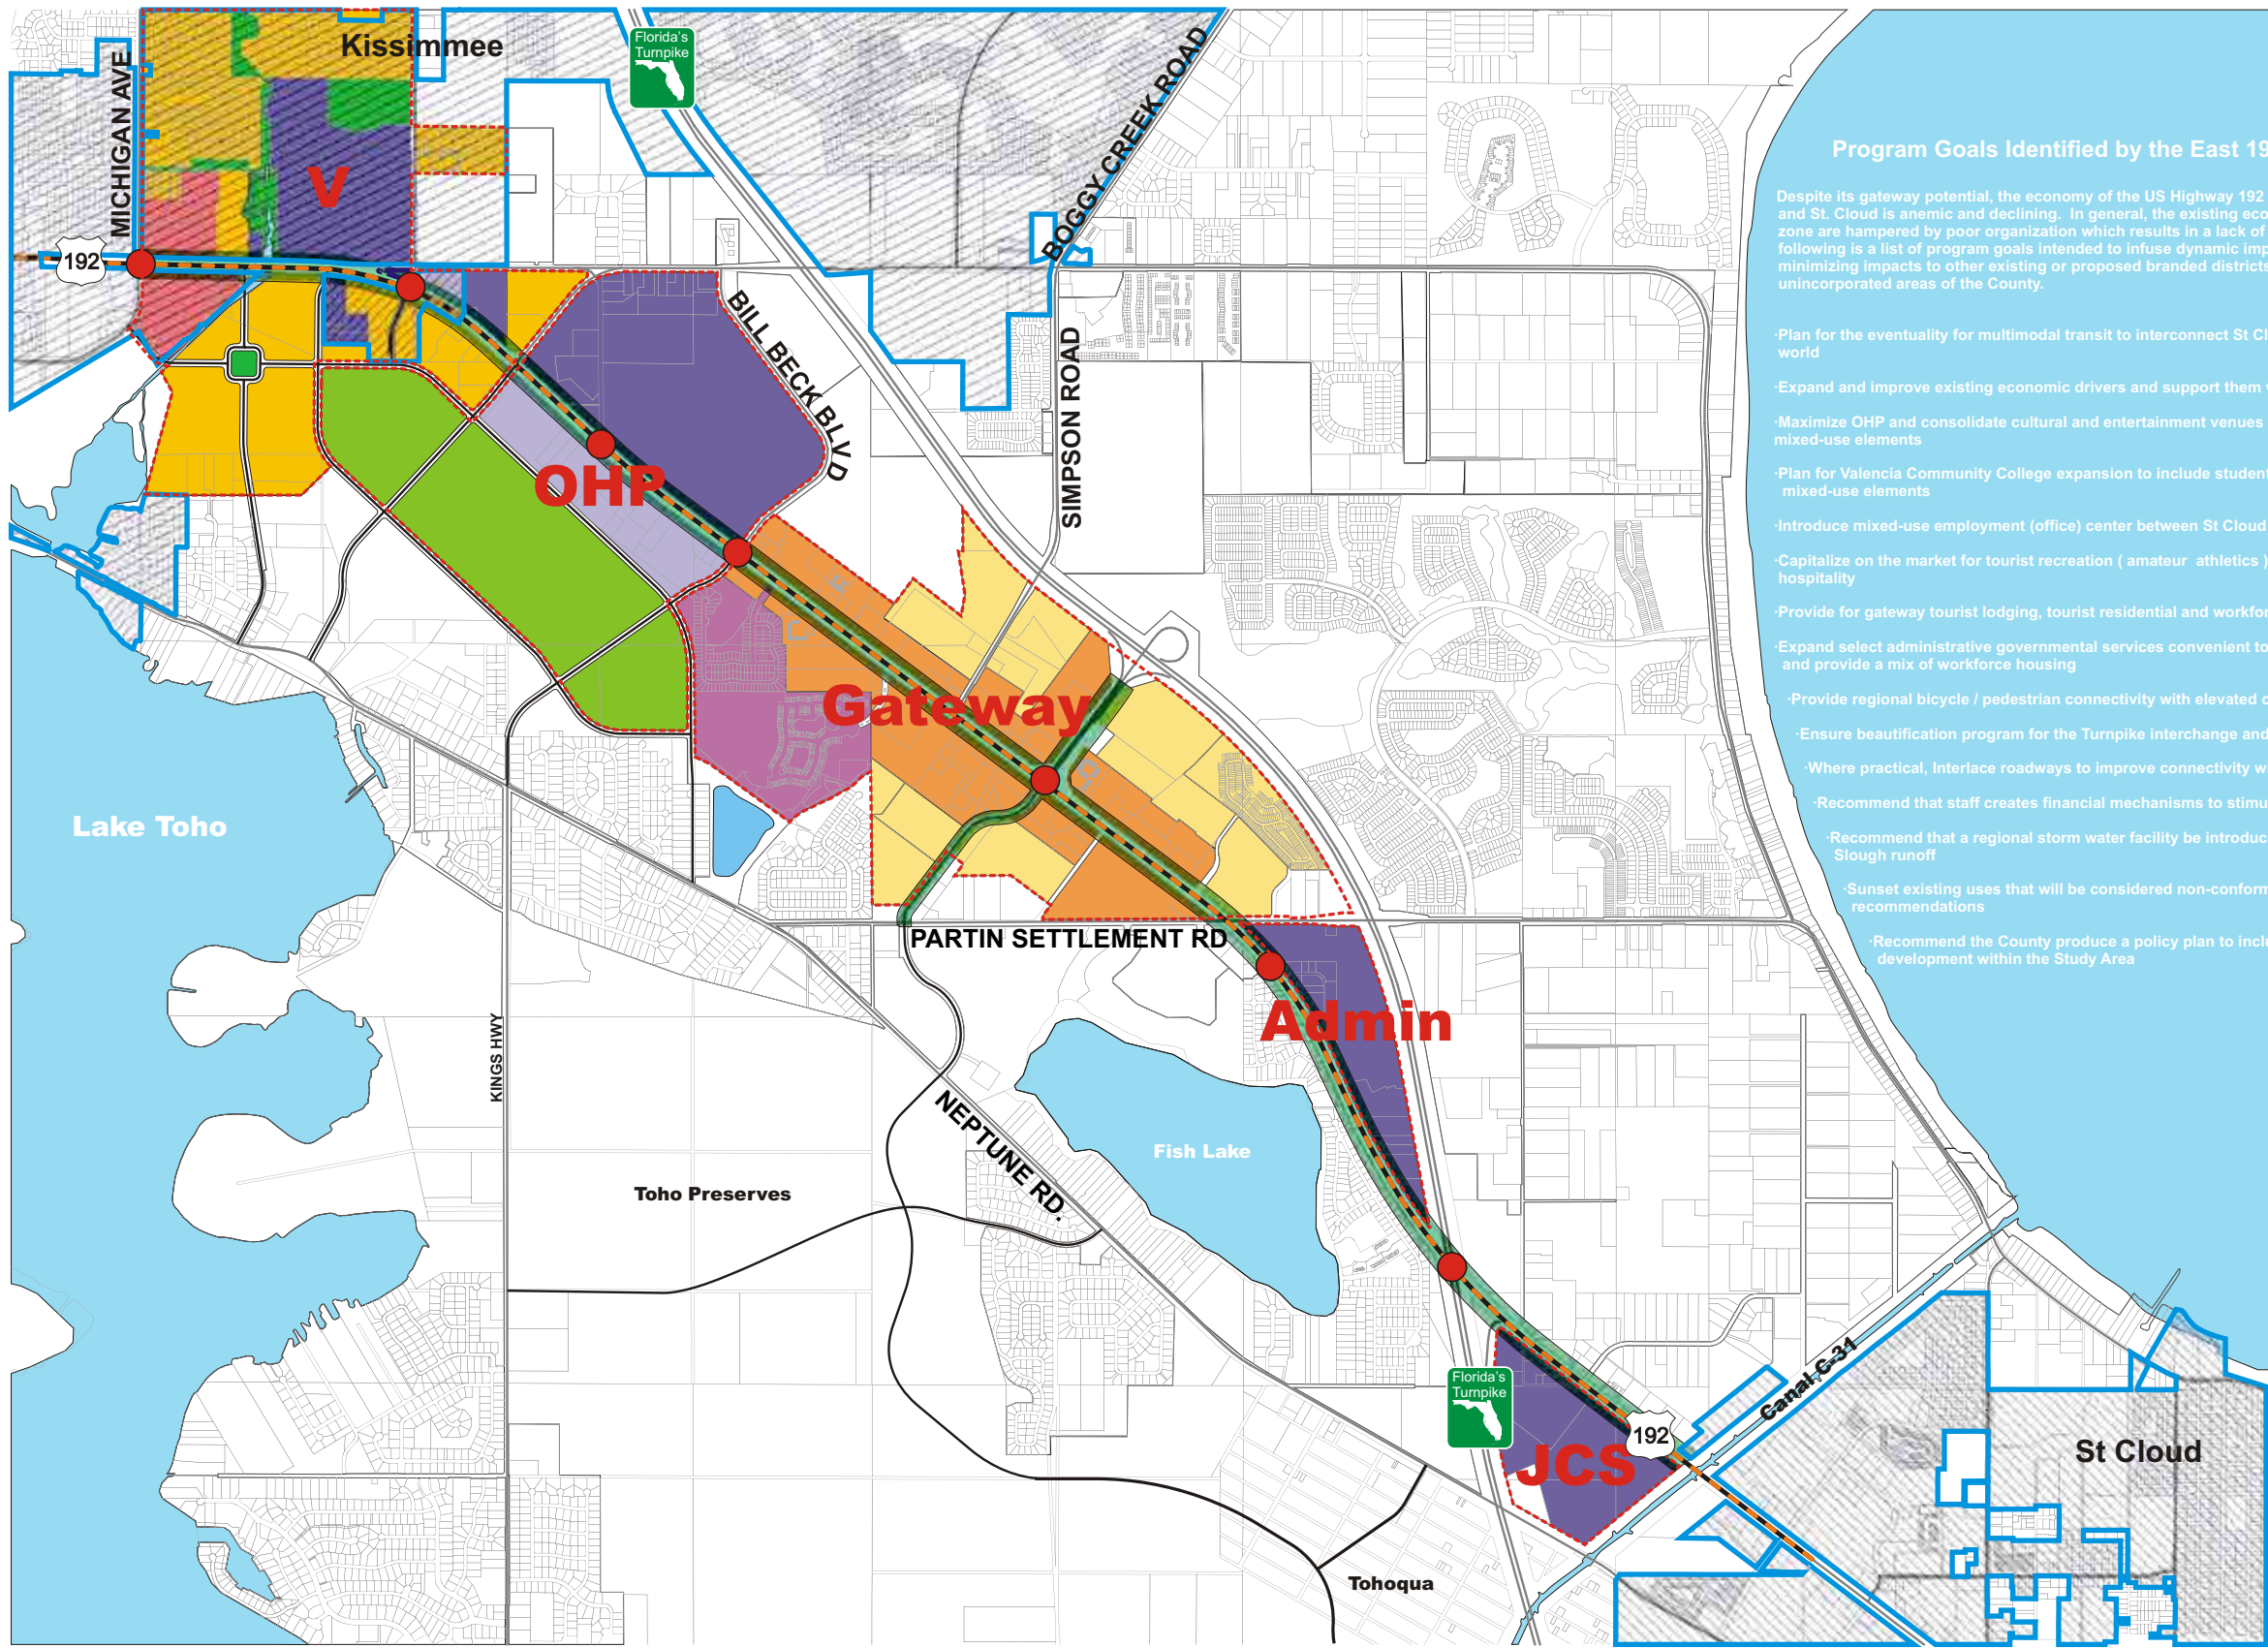 Kissimmee
Florida's
Turnpike
MICHIGAN AVE
BOGGY CREEK ROAD
V
192
BILL BECK BLVD
SIMPSON ROAD
OHP
Gateway
Lake Toho
PARTIN SETTLEMENT RD
Admin
KINGS HWY
NEPTUNE RD.
Fish Lake
Toho Preserves
Florida's
Turnpike
192
JCS
Canal C-31
St Cloud
Tohoqua
Program Goals Identified by the East 19
Despite its gateway potential, the economy of the US Highway 192
and St. Cloud is anemic and declining. In general, the existing eco
zone are hampered by poor organization which results in a lack of
following is a list of program goals intended to infuse dynamic imp
minimizing impacts to other existing or proposed branded districts
unincorporated areas of the County.
·Plan for the eventuality for multimodal transit to interconnect St Cl
world
·Expand and improve existing economic drivers and support them w
·Maximize OHP and consolidate cultural and entertainment venues
mixed-use elements
·Plan for Valencia Community College expansion to include student
mixed-use elements
·Introduce mixed-use employment (office) center between St Cloud
·Capitalize on the market for tourist recreation ( amateur athletics )
hospitality
·Provide for gateway tourist lodging, tourist residential and workfor
·Expand select administrative governmental services convenient to
and provide a mix of workforce housing
·Provide regional bicycle / pedestrian connectivity with elevated c
·Ensure beautification program for the Turnpike interchange and
·Where practical, Interlace roadways to improve connectivity w
·Recommend that staff creates financial mechanisms to stimu
·Recommend that a regional storm water facility be introduc
Slough runoff
·Sunset existing uses that will be considered non-conform
recommendations
·Recommend the County produce a policy plan to inclu
development within the Study Area